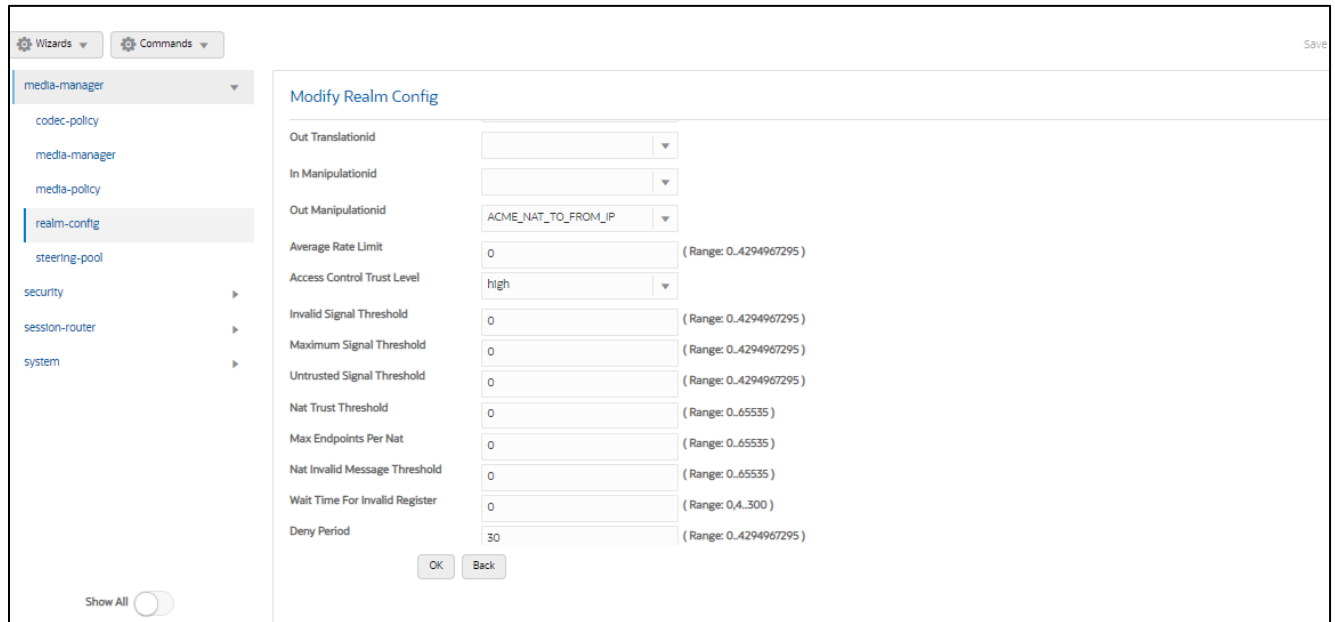 Wizards
Commands
Save
media-manager
codec-policy
media-manager
media-policy
realm-config
steering-pool
security
session-router
system
Show All
Modify Realm Config
Out Translationid
In Manipulationid
Out Manipulationid ACME_NAT_TO_FROM_IP
Average Rate Limit 0 ( Range: 0..4294967295 )
Access Control Trust Level high
Invalid Signal Threshold 0 ( Range: 0..4294967295 )
Maximum Signal Threshold 0 ( Range: 0..4294967295 )
Untrusted Signal Threshold 0 ( Range: 0..4294967295 )
Nat Trust Threshold 0 ( Range: 0..65535 )
Max Endpoints Per Nat 0 ( Range: 0..65535 )
Nat Invalid Message Threshold 0 ( Range: 0..65535 )
Wait Time For Invalid Register 0 ( Range: 0,4..300 )
Deny Period 30 ( Range: 0..4294967295 )
OK Back